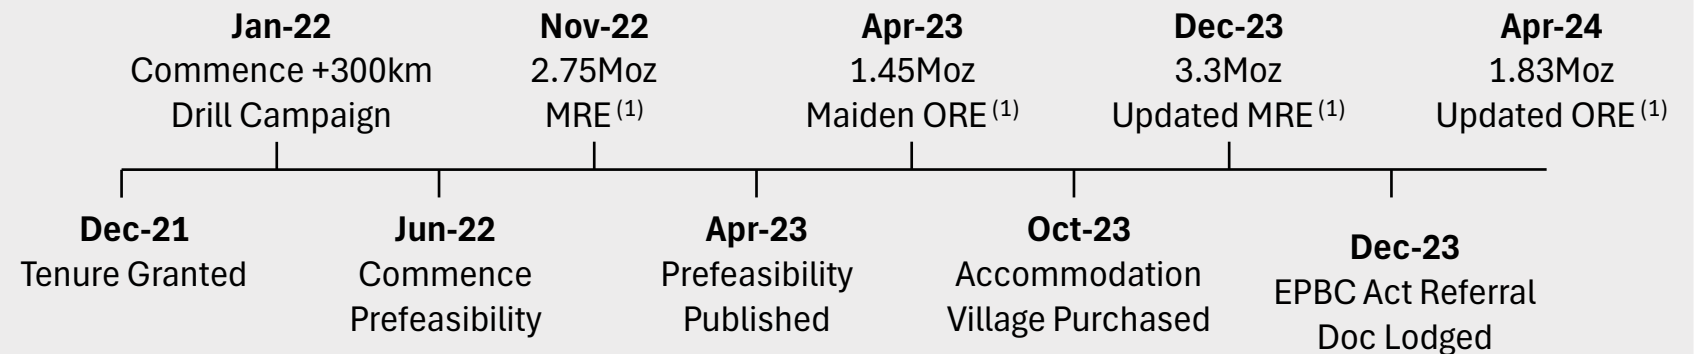 Jan-22
Commence +300km
Drill Campaign
Nov-22
2.75Moz
MRE (1)
Apr-23
1.45Moz
Maiden ORE (1)
Dec-23
3.3Moz
Updated MRE (1)
Apr-24
1.83Moz
Updated ORE (1)
Dec-21
Tenure Granted
Jun-22
Commence
Prefeasibility
Apr-23
Prefeasibility
Published
Oct-23
Accommodation
Village Purchased
Dec-23
EPBC Act Referral
Doc Lodged